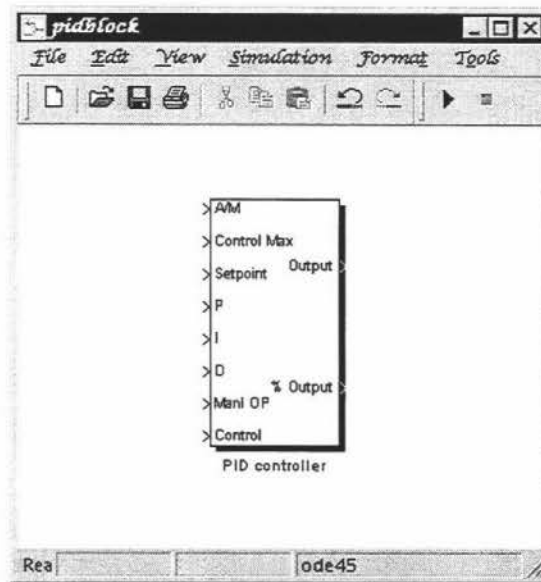 pidblock
File Edit View Simulation Format Tools
A/M
Control Max
Setpoint
Output
P
I
D
% Output
Manl OP
Control
PID controller
Rea
ode45